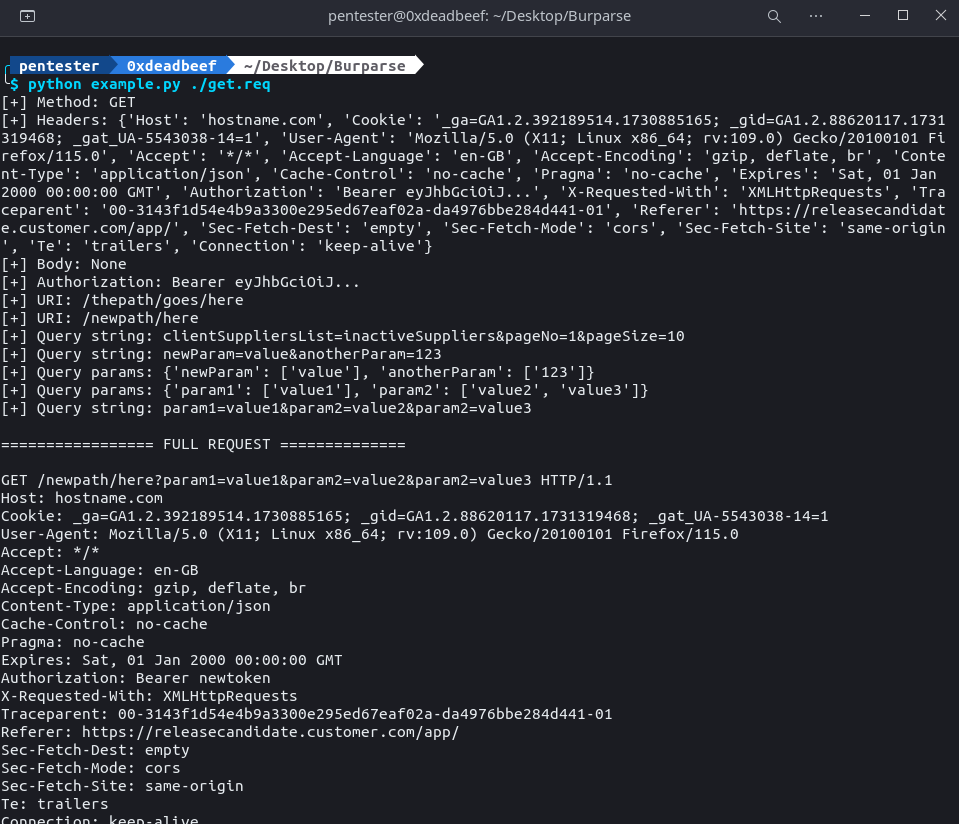 pentester@0xdeadbeef: ~/Desktop/Burparse
pentester 0xdeadbeef ~/Desktop/Burparse
$ python example.py ./get.req
[+] Method: GET
[+] Headers: {'Host': 'hostname.com', 'Cookie': '_ga=GA1.2.392189514.1730885165; _gid=GA1.2.88620117.1731
319468; _gat_UA-5543038-14=1', 'User-Agent': 'Mozilla/5.0 (X11; Linux x86_64; rv:109.0) Gecko/20100101 Fi
refox/115.0', 'Accept': '*/*', 'Accept-Language': 'en-GB', 'Accept-Encoding': 'gzip, deflate, br', 'Conte
nt-Type': 'application/json', 'Cache-Control': 'no-cache', 'Pragma': 'no-cache', 'Expires': 'Sat, 01 Jan 
2000 00:00:00 GMT', 'Authorization': 'Bearer eyJhbGciOiJ...', 'X-Requested-With': 'XMLHttpRequests', 'Tra
ceparent': '00-3143f1d54e4b9a3300e295ed67eaf02a-da4976bbe284d441-01', 'Referer': 'https://releasecandidat
e.customer.com/app/', 'Sec-Fetch-Dest': 'empty', 'Sec-Fetch-Mode': 'cors', 'Sec-Fetch-Site': 'same-origin
', 'Te': 'trailers', 'Connection': 'keep-alive'}
[+] Body: None
[+] Authorization: Bearer eyJhbGciOiJ...
[+] URI: /thepath/goes/here
[+] URI: /newpath/here
[+] Query string: clientSuppliersList=inactiveSuppliers&pageNo=1&pageSize=10
[+] Query string: newParam=value&anotherParam=123
[+] Query params: {'newParam': ['value'], 'anotherParam': ['123']}
[+] Query params: {'param1': ['value1'], 'param2': ['value2', 'value3']}
[+] Query string: param1=value1&param2=value2&param2=value3
================= FULL REQUEST ==============
GET /newpath/here?param1=value1&param2=value2&param2=value3 HTTP/1.1
Host: hostname.com
Cookie: _ga=GA1.2.392189514.1730885165; _gid=GA1.2.88620117.1731319468; _gat_UA-5543038-14=1
User-Agent: Mozilla/5.0 (X11; Linux x86_64; rv:109.0) Gecko/20100101 Firefox/115.0
Accept: */*
Accept-Language: en-GB
Accept-Encoding: gzip, deflate, br
Content-Type: application/json
Cache-Control: no-cache
Pragma: no-cache
Expires: Sat, 01 Jan 2000 00:00:00 GMT
Authorization: Bearer newtoken
X-Requested-With: XMLHttpRequests
Traceparent: 00-3143f1d54e4b9a3300e295ed67eaf02a-da4976bbe284d441-01
Referer: https://releasecandidate.customer.com/app/
Sec-Fetch-Dest: empty
Sec-Fetch-Mode: cors
Sec-Fetch-Site: same-origin
Te: trailers
Connection: keep-alive